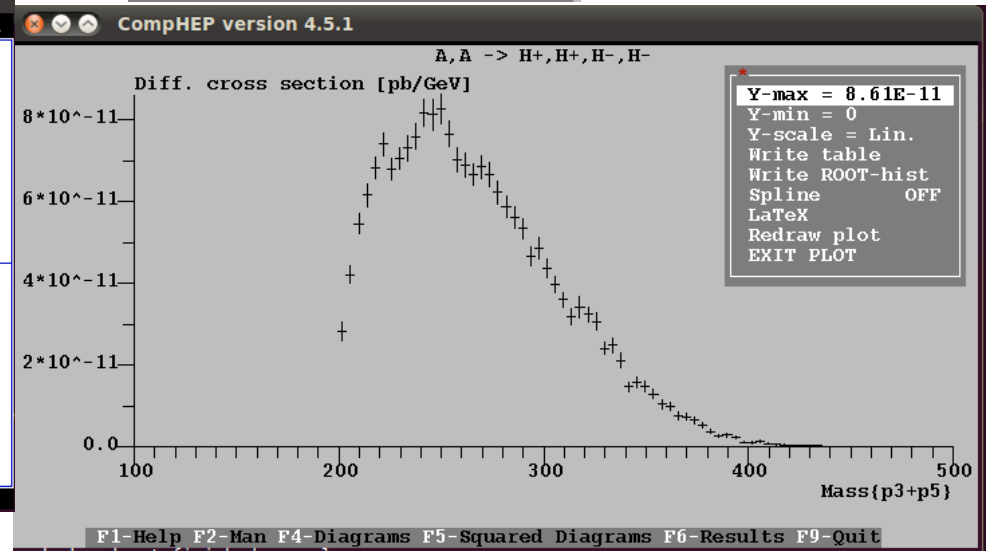 CompHEP version 4.5.1
A,A -> H+,H+,H-,H-
Diff. cross section [pb/GeV]
8*10^-11
6*10^-11
4*10^-11
2*10^-11
0.0
100 200 300 400 500
Mass{p3+p5}
*
Y-max = 8.61E-11
Y-min = 0
Y-scale = Lin.
Write table
Write ROOT-hist
Spline OFF
LaTeX
Redraw plot
EXIT PLOT
F1-Help F2-Man F4-Diagrams F5-Squared Diagrams F6-Results F9-Quit